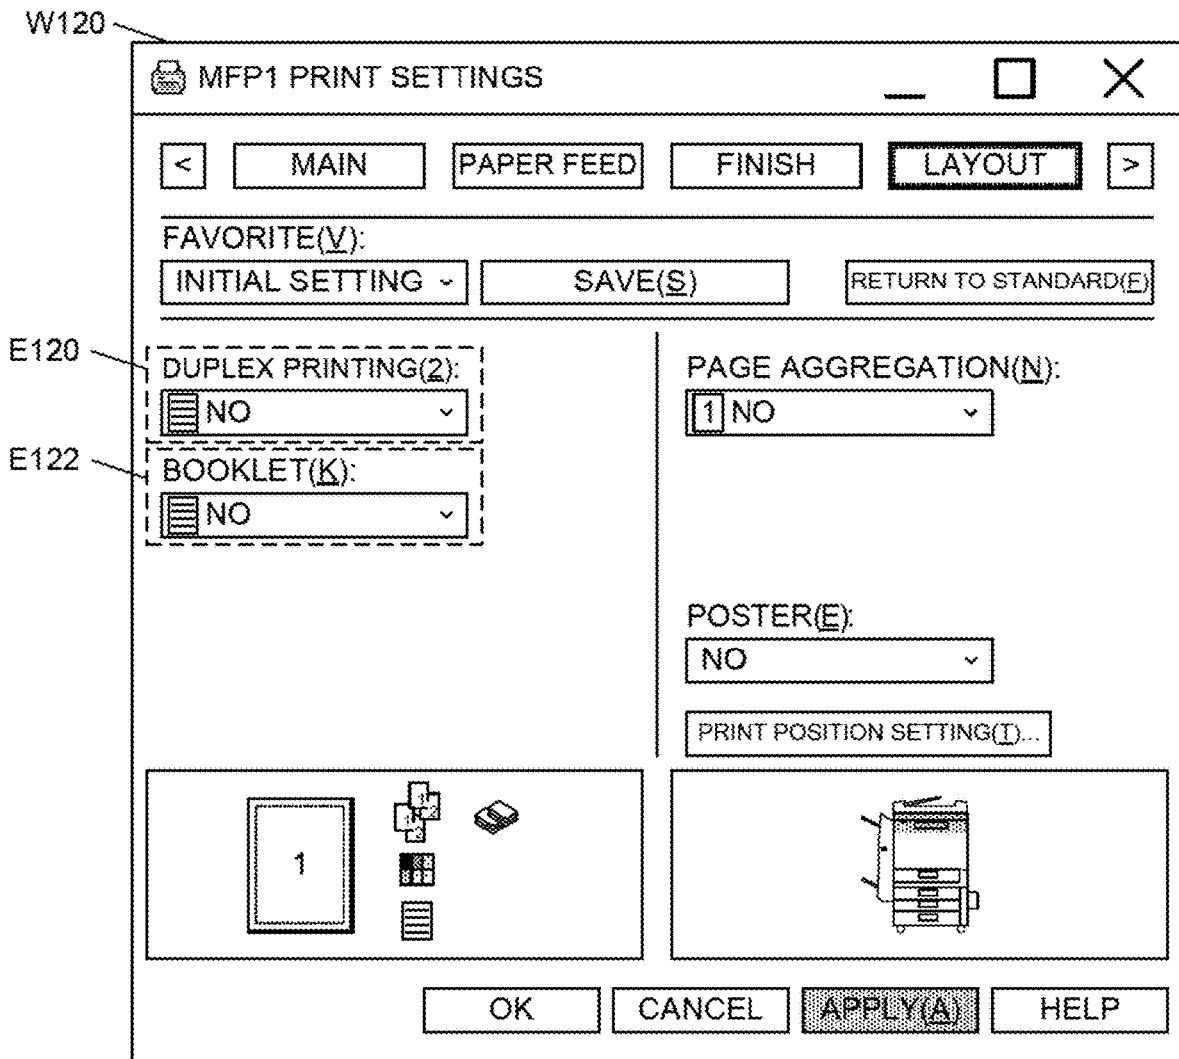 W120
MFP1 PRINT SETTINGS
< MAIN PAPER FEED FINISH LAYOUT >
FAVORITE(V):
INITIAL SETTING SAVE(S) RETURN TO STANDARD(F)
E120
DUPLEX PRINTING(2): PAGE AGGREGATION(N):
NO 1 NO
E122
BOOKLET(K):
NO
POSTER(E):
NO
PRINT POSITION SETTING(T)...
1
OK CANCEL APPLY(A) HELP